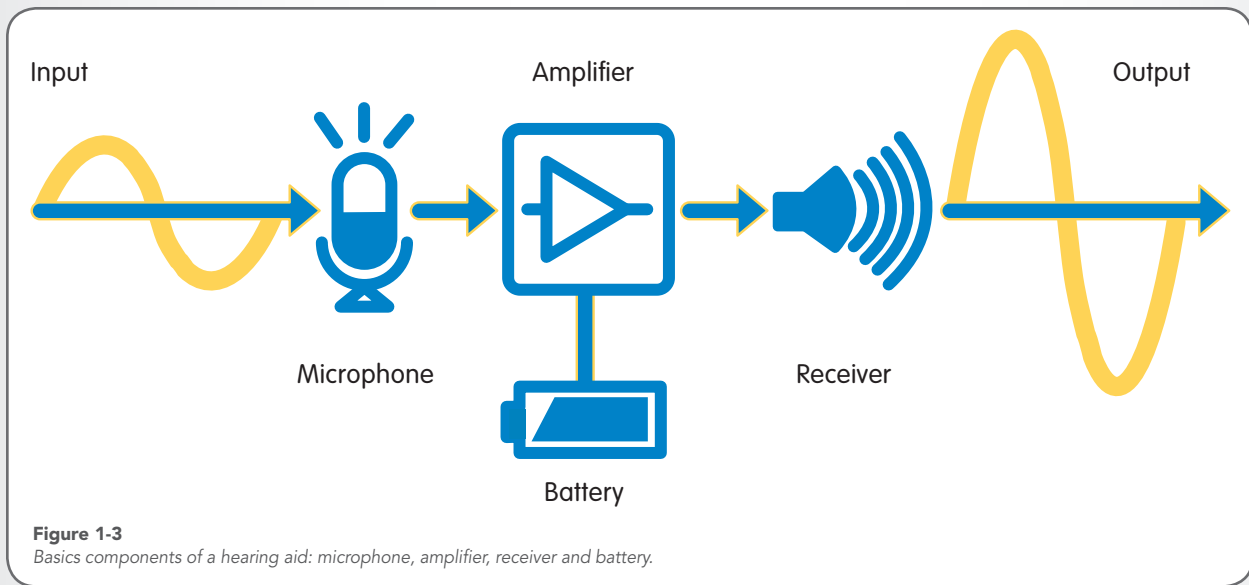 Input
Amplifier
Output
Microphone
Receiver
Battery
Figure 1-3
Basics components of a hearing aid: microphone, amplifier, receiver and battery.